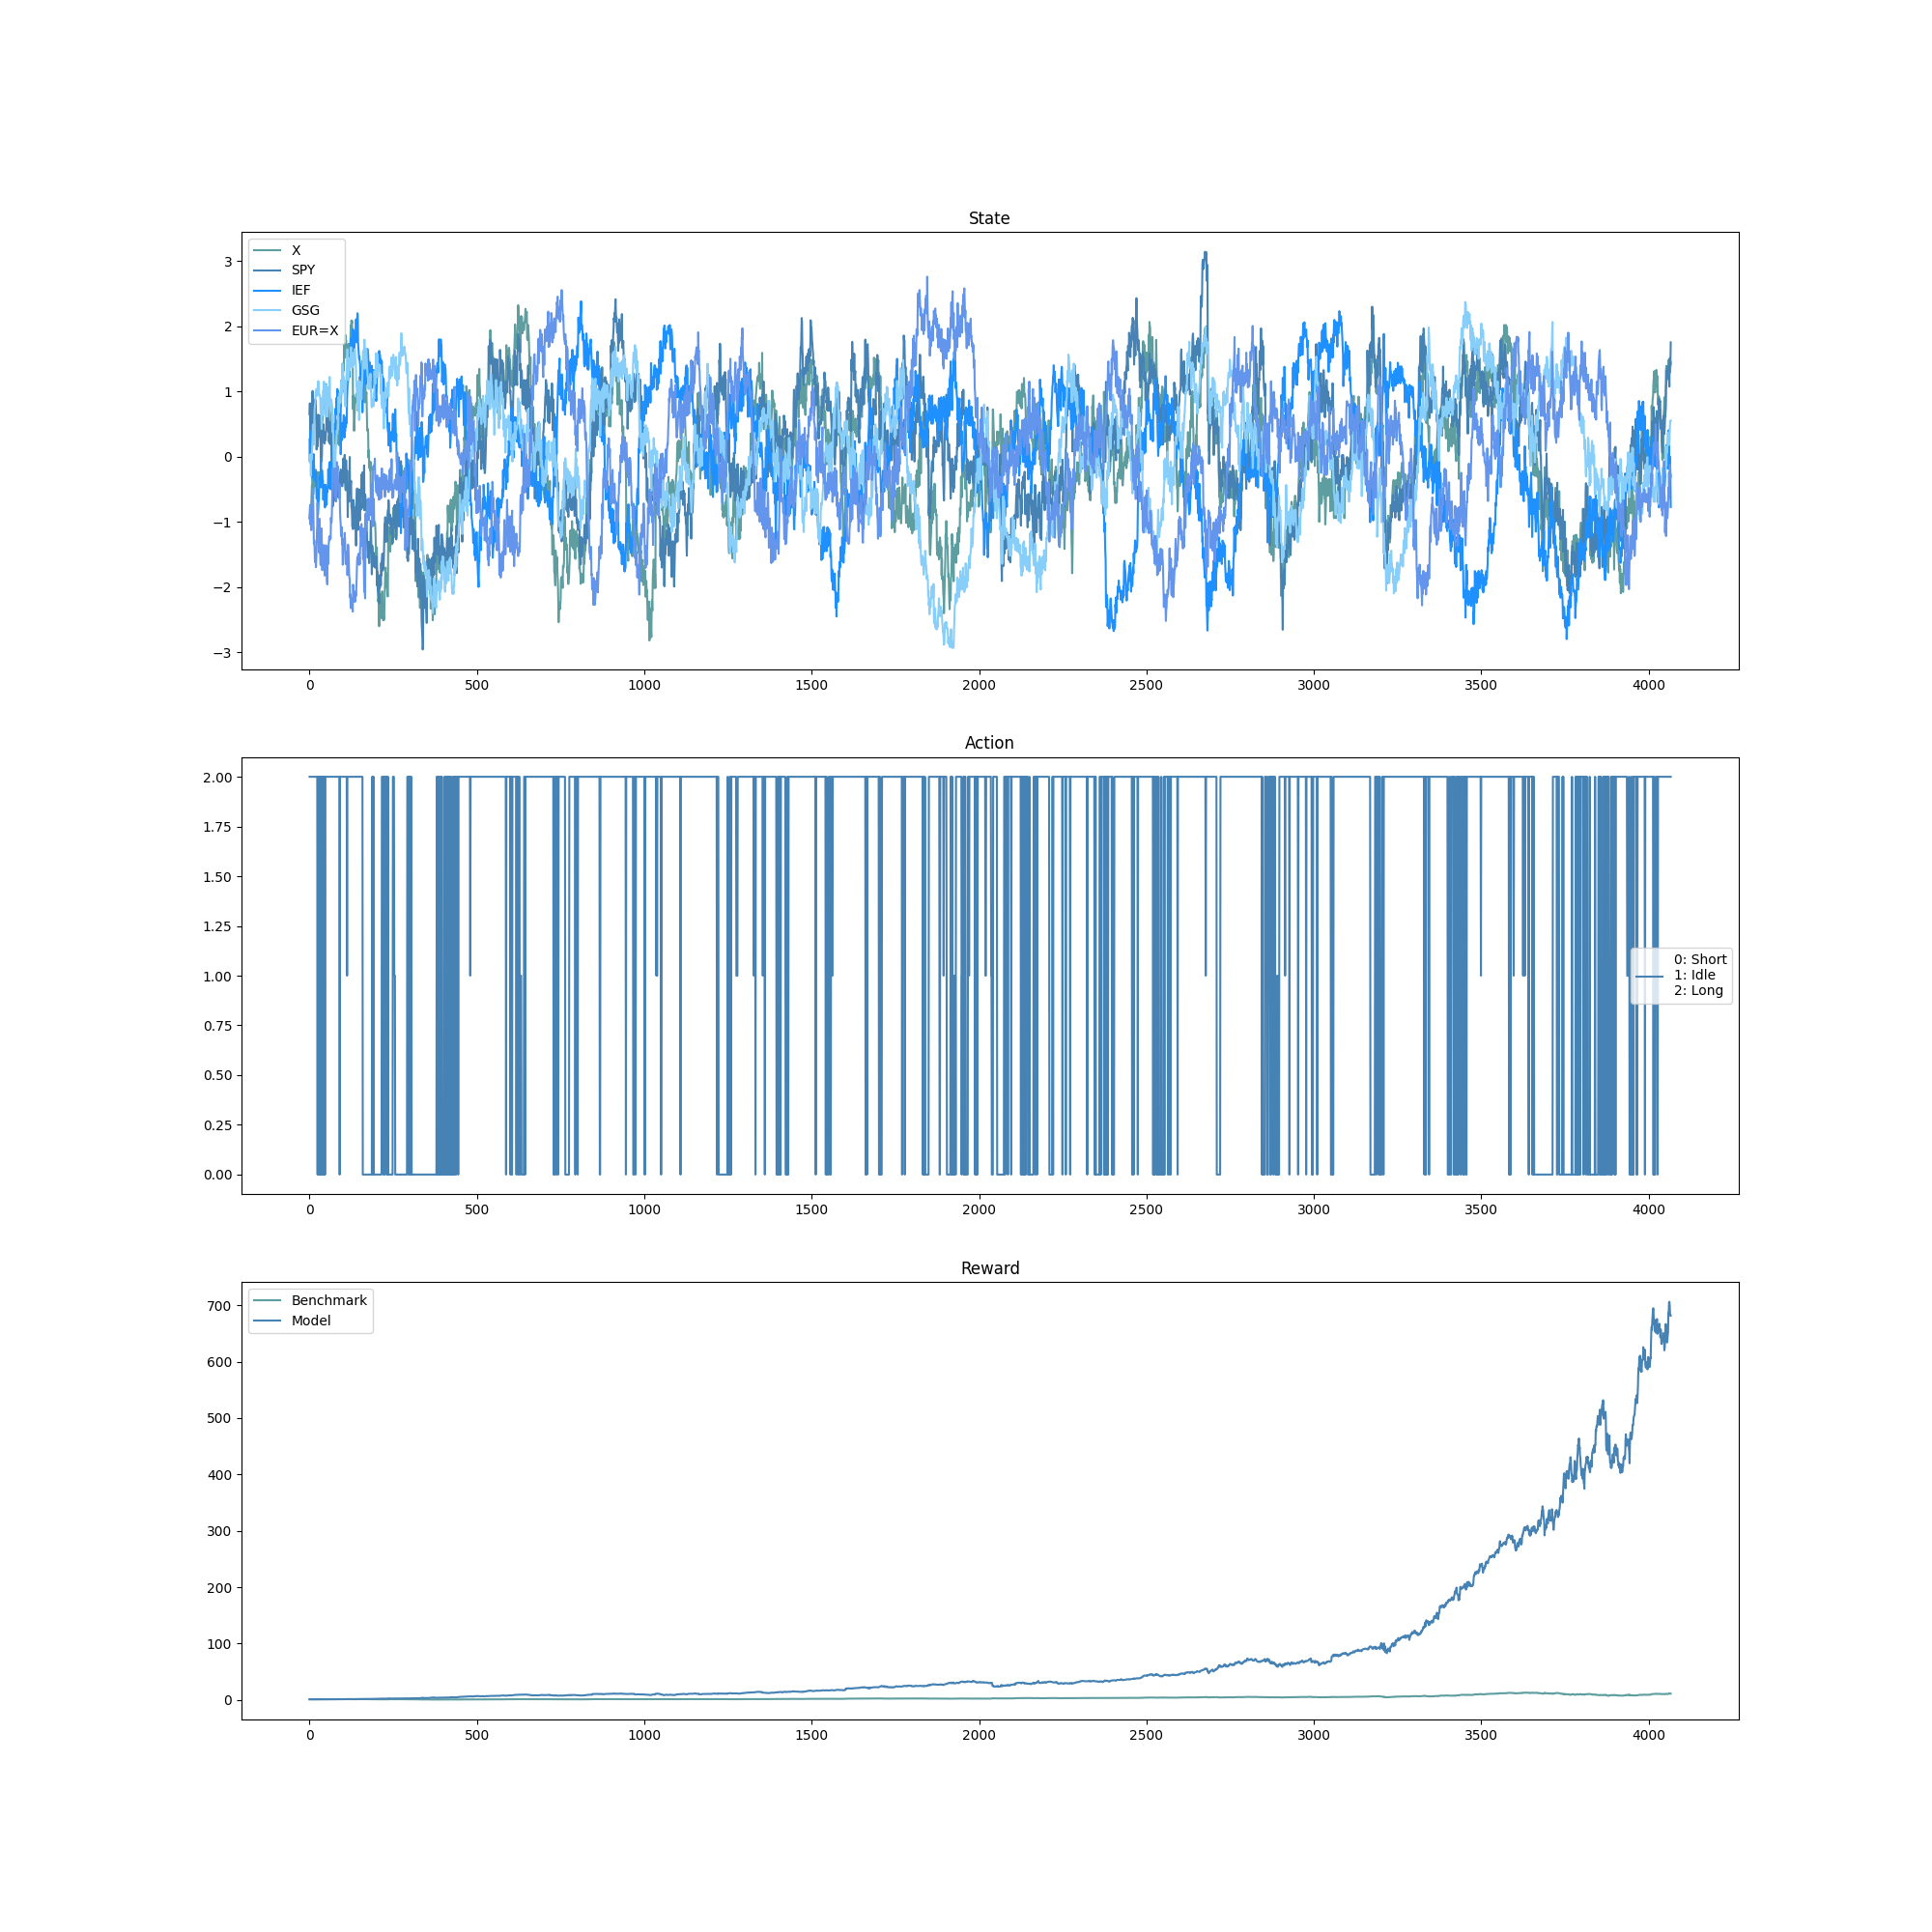 State
X
SPY
IEF
GSG
EUR=X
3
2
1
0
−1
−2
−3
0 500 1000 1500 2000 2500 3000 3500 4000
Action
2.00
1.75
1.50
1.25
1.00
0.75
0.50
0.25
0.00
0: Short
1: Idle
2: Long
0 500 1000 1500 2000 2500 3000 3500 4000
Reward
Benchmark
Model
700
600
500
400
300
200
100
0
0 500 1000 1500 2000 2500 3000 3500 4000